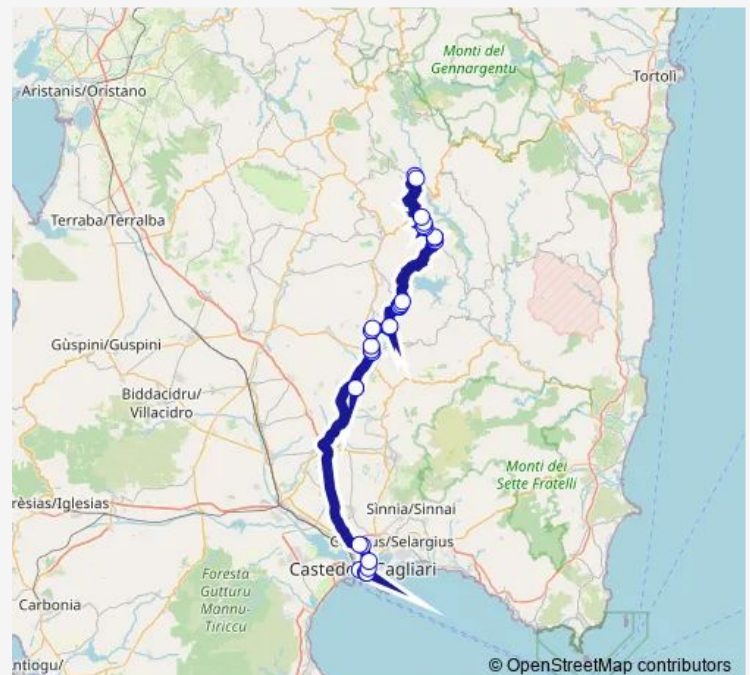 Monti del
Gennargentu
Tortolì
Aristanis/Oristano
Terraba/Terralba
Gùspini/Guspini
Biddacidru/
Villacidro
Monti dei
Sette Fratelli
rèsias/Iglesias
Sìnnia/Sinnai
us/Selargius
Castedd
Cagliari
Foresta
Gutturu
Mannu-
Tiriccu
Carbonia
ntiogu/
© OpenStreetMap contributors